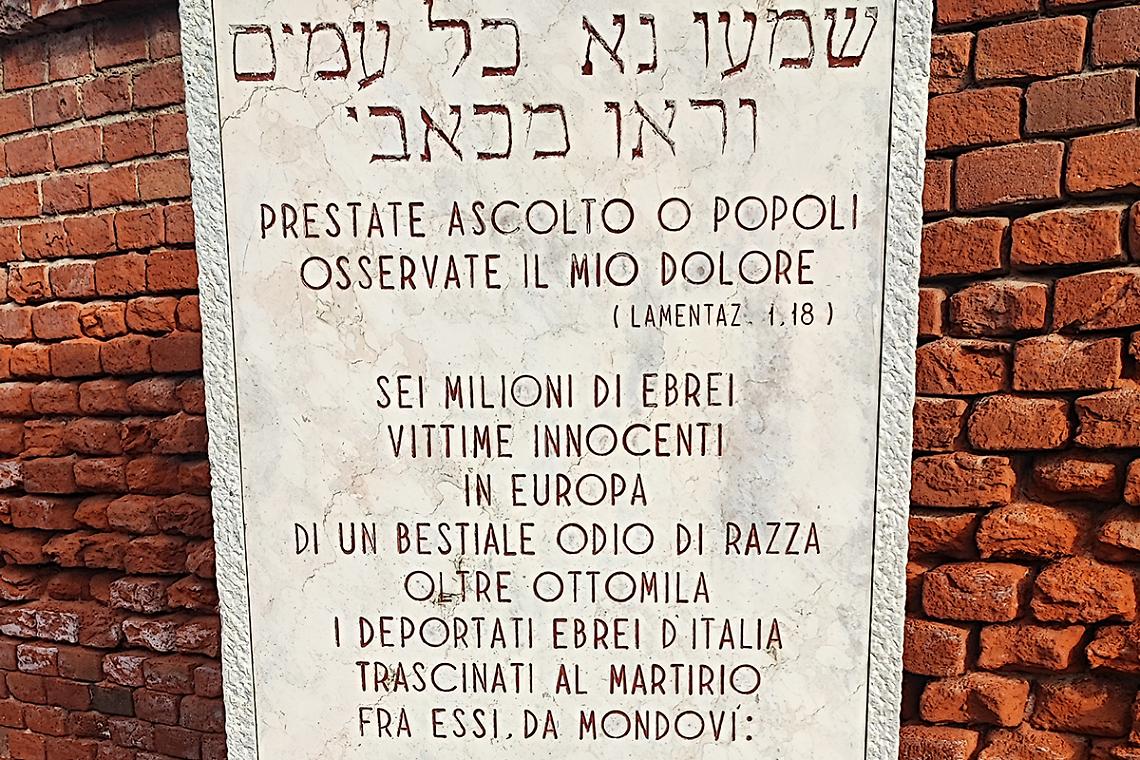 שמעו נא כל עמים
וראו מכאבי
PRESTATE ASCOLTO O POPOLI
OSSERVATE IL MIO DOLORE
( LAMENTAZ. 1,18 )
SEI MILIONI DI EBREI
VITTIME INNOCENTI
IN EUROPA
DI UN BESTIALE ODIO DI RAZZA
OLTRE OTTOMILA
I DEPORTATI EBREI D'ITALIA
TRASCINATI AL MARTIRIO
FRA ESSI, DA MONDOVÍ: